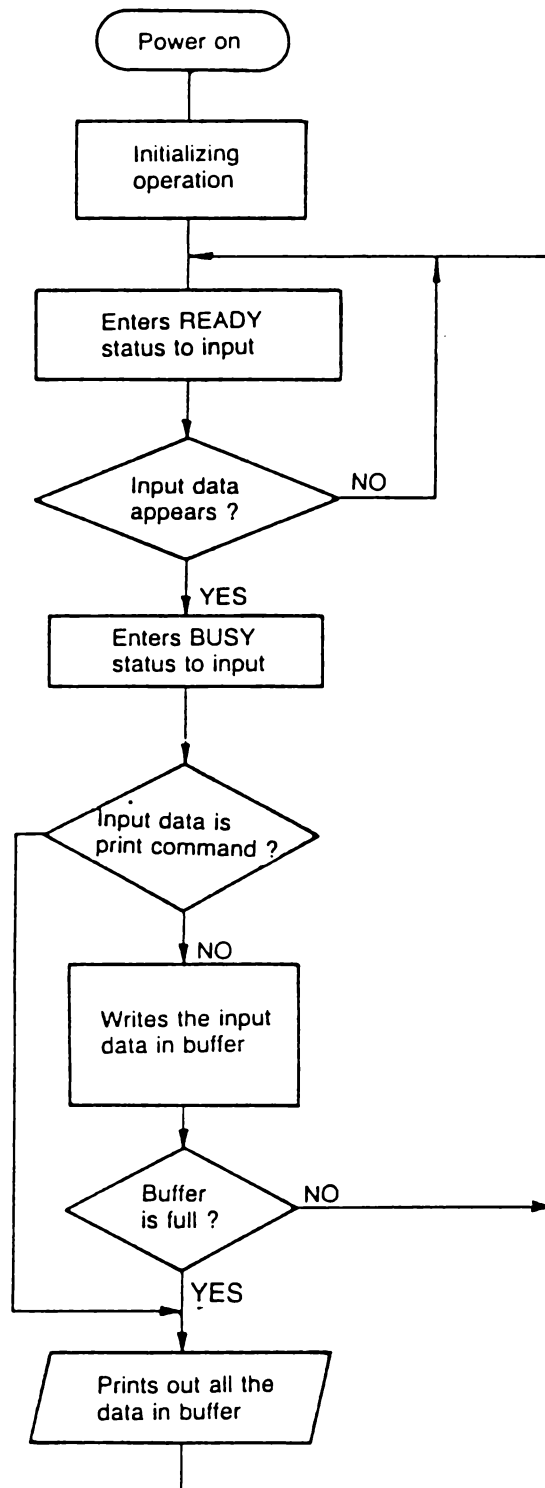 Power on
Initializing
operation
Enters READY
status to input
Input data
appears ?
NO
YES
Enters BUSY
status to input
Input data is
print command ?
NO
Writes the input
data in buffer
Buffer
is full ?
NO
YES
Prints out all the
data in buffer